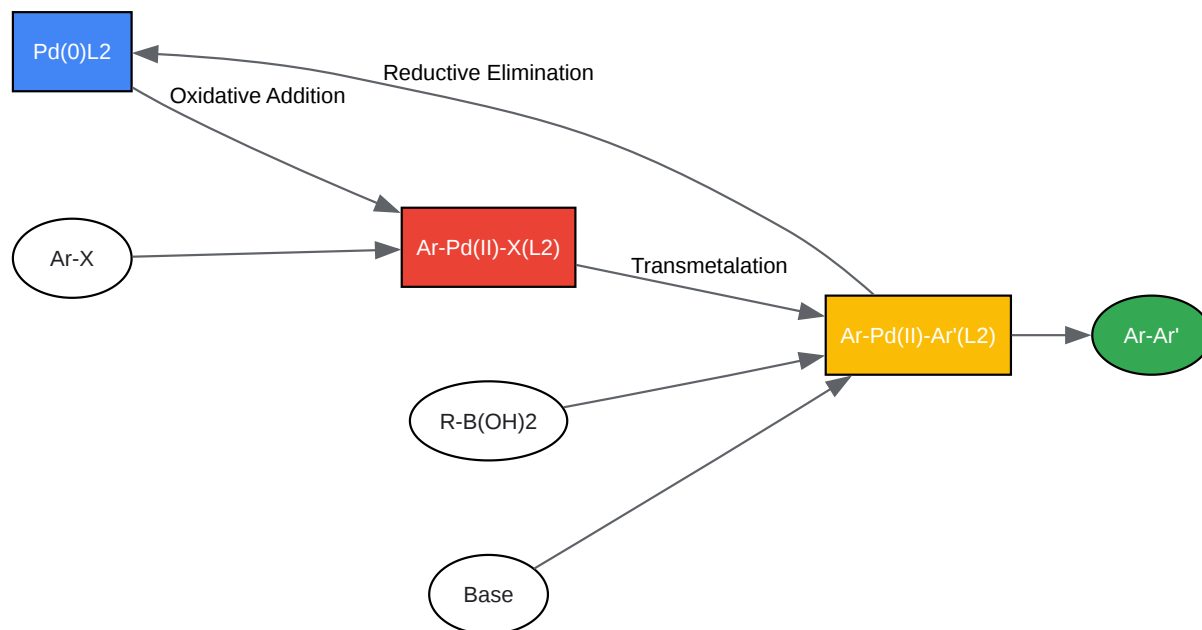 Pd(0)L2
Reductive Elimination
Oxidative Addition
Ar-X
Ar-Pd(II)-X(L2)
Transmetalation
Ar-Pd(II)-Ar'(L2)
Ar-Ar'
R-B(OH)2
Base